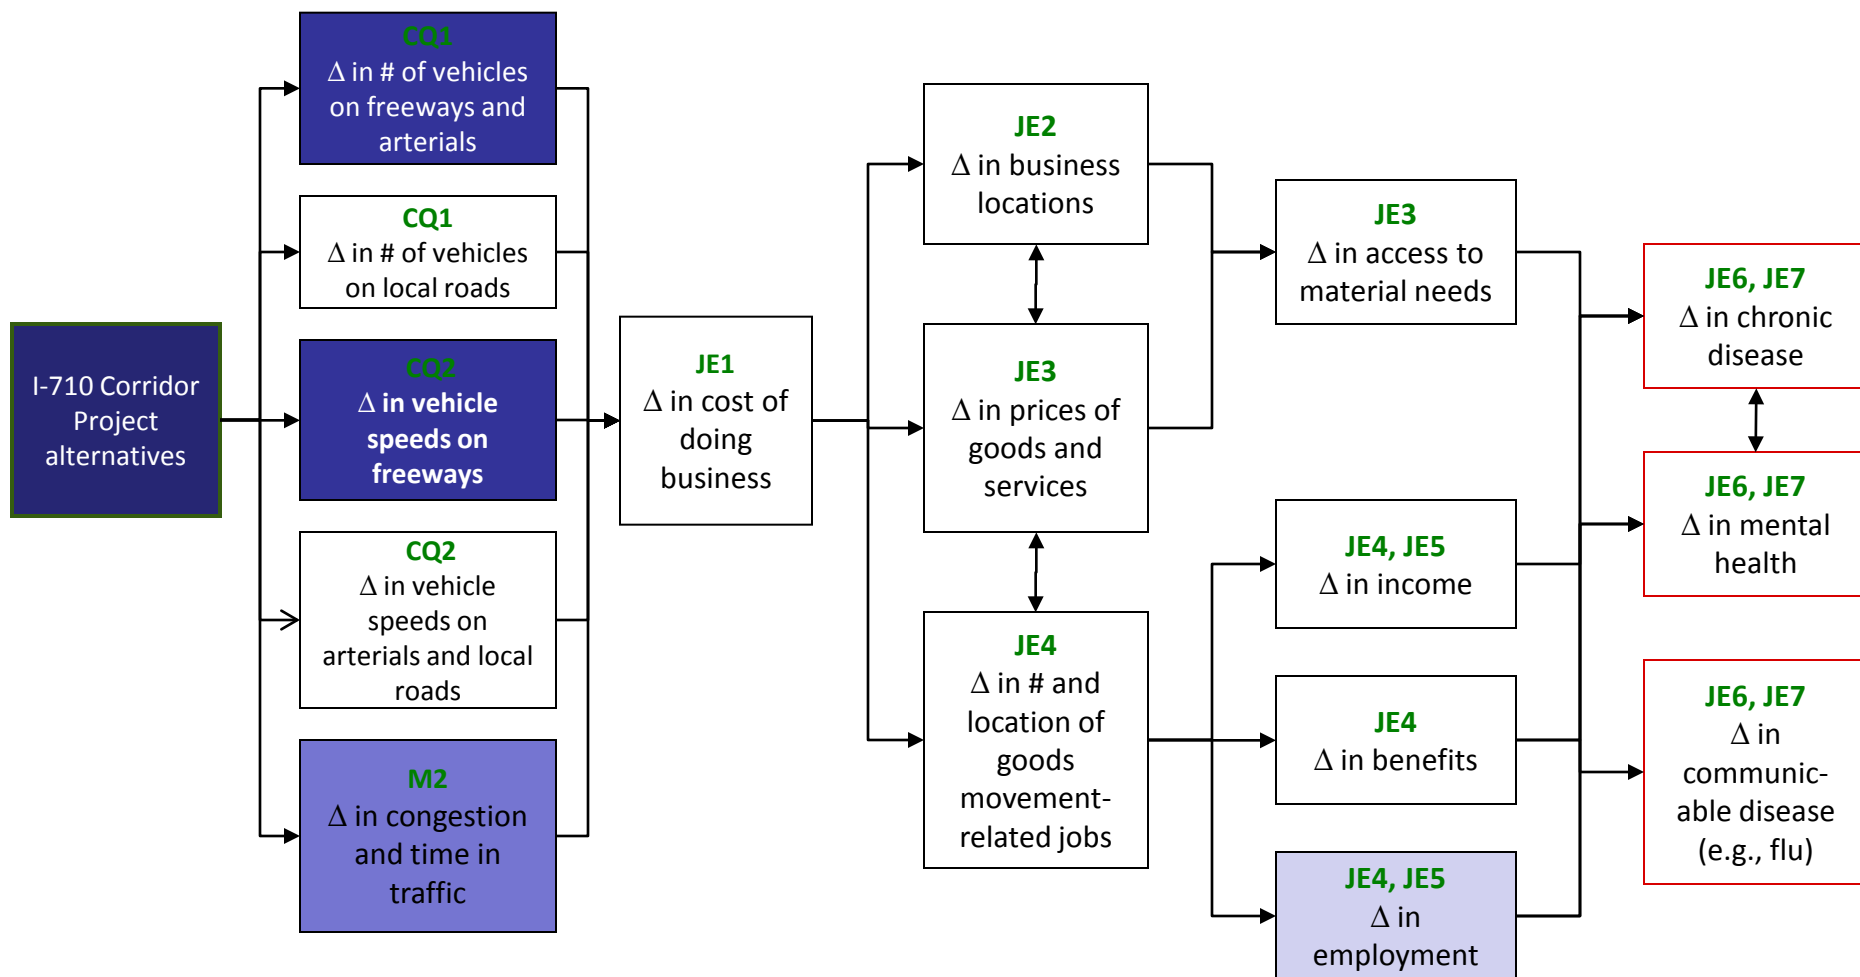 I-710 Corridor
Project
alternatives
CQ1
Δ in # of vehicles
on freeways and
arterials
CQ1
Δ in # of vehicles
on local roads
CQ2
Δ in vehicle
speeds on
freeways
CQ2
Δ in vehicle
speeds on
arterials and local
roads
M2
Δ in congestion
and time in
traffic
JE1
Δ in cost of
doing
business
JE2
Δ in business
locations
JE3
Δ in prices of
goods and
services
JE4
Δ in # and
location of
goods
movement-
related jobs
JE3
Δ in access to
material needs
JE4, JE5
Δ in income
JE4
Δ in benefits
JE4, JE5
Δ in
employment
JE6, JE7
Δ in chronic
disease
JE6, JE7
Δ in mental
health
JE6, JE7
Δ in
communic-
able disease
(e.g., flu)